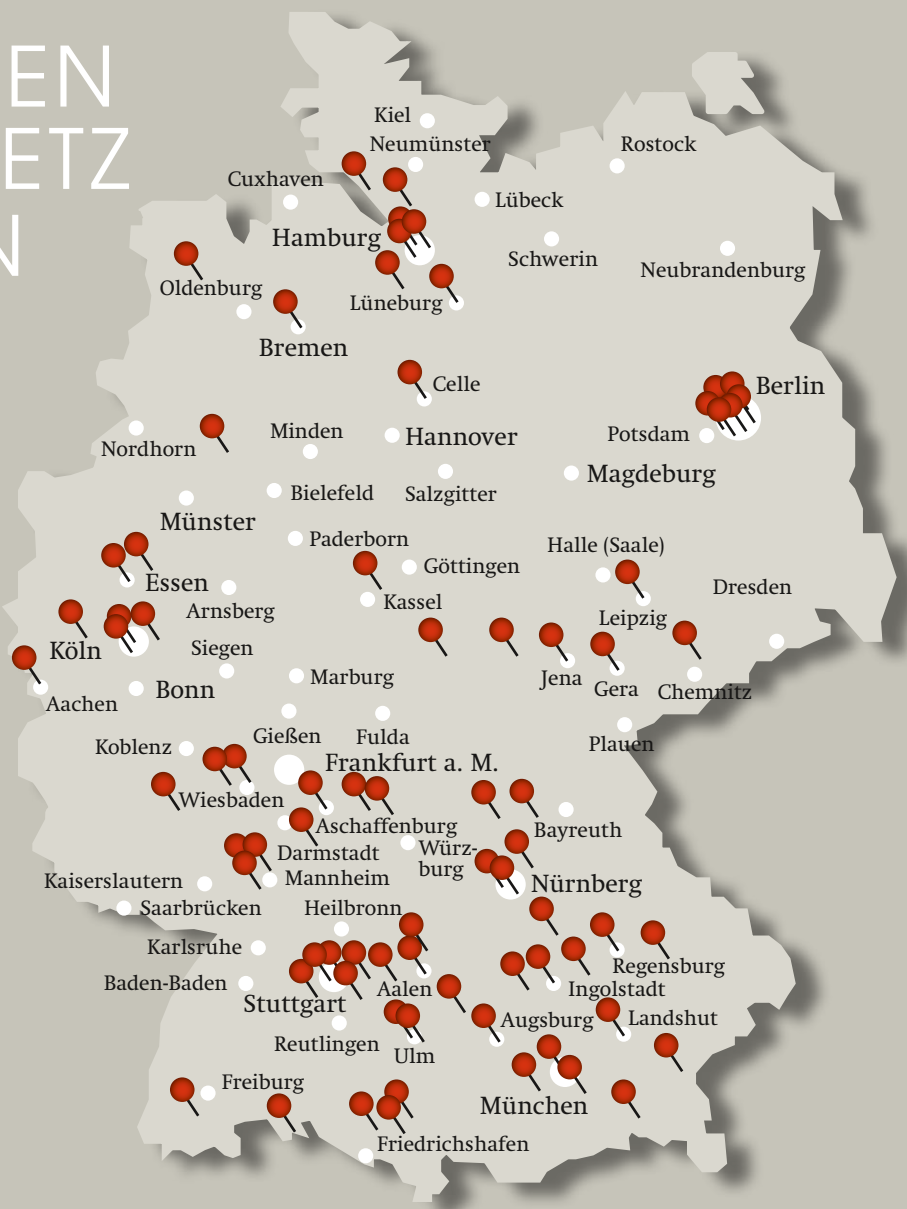 EN
ETZ
N
Kiel
Neumünster
Rostock
Cuxhaven
Lübeck
Hamburg
Schwerin
Neubrandenburg
Oldenburg
Lüneburg
Bremen
Celle
Berlin
Nordhorn
Minden
Hannover
Potsdam
Bielefeld
Salzgitter
Magdeburg
Münster
Paderborn
Göttingen
Halle (Saale)
Essen
Arnsberg
Kassel
Leipzig
Dresden
Köln
Siegen
Jena
Gera
Chemnitz
Aachen
Bonn
Marburg
Koblenz
Gießen
Fulda
Plauen
Frankfurt a. M.
Wiesbaden
Aschaffenburg
Bayreuth
Darmstadt
Würz-
burg
Kaiserslautern
Mannheim
Nürnberg
Saarbrücken
Heilbronn
Karlsruhe
Regensburg
Baden-Baden
Stuttgart
Aalen
Ingolstadt
Augsburg
Landshut
Reutlingen
Ulm
Freiburg
München
Friedrichshafen